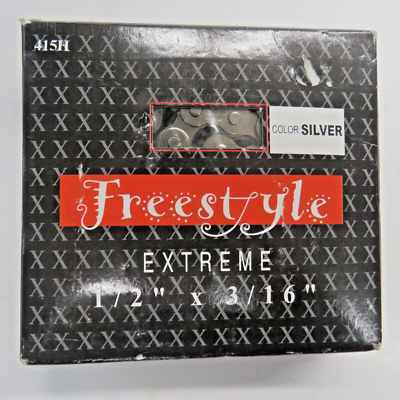 415H
COLOR: SILVER
Freestyle
EXTREME
1/2" x 3/16"